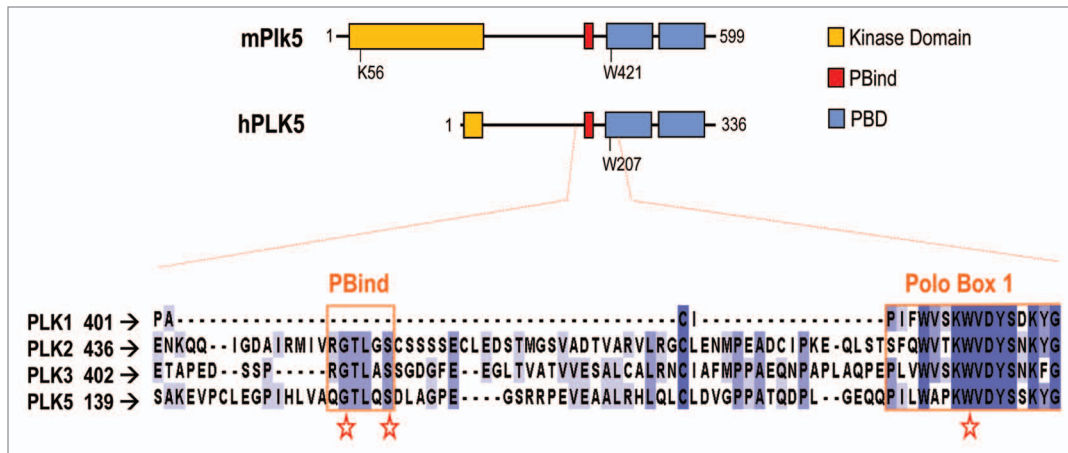 mPlk5
1
599
K56
W421
hPLK5
1
336
W207
Kinase Domain
PBind
PBD
PBind
Polo Box 1
PLK1 401 → PA----------------------------------------------CI-----------------PIFWVSKWVDYSDKYG
PLK2 436 → ENKQQ--IGDAIRMIVRGTLGSCSSSSECLEDSTMGSVADTVARVLRGCLENMPEADCIPKE-QLSTSFQWVTKWVDYSNKYG
PLK3 402 → ETAPED--SSP-----RGTLASSGDGFE--EGLTVATVVESALCALRNCIAFMPPAEQNPAPLAQPEPLVWVSKWVDYSNKFG
PLK5 139 → SAKEVPCLEGPIHLVAQGTLQSDLAGPE----GSRRPEVEAALRHLQLCLDVGPPATQDPL--GEQQPILWAPKWVDYSSKYG